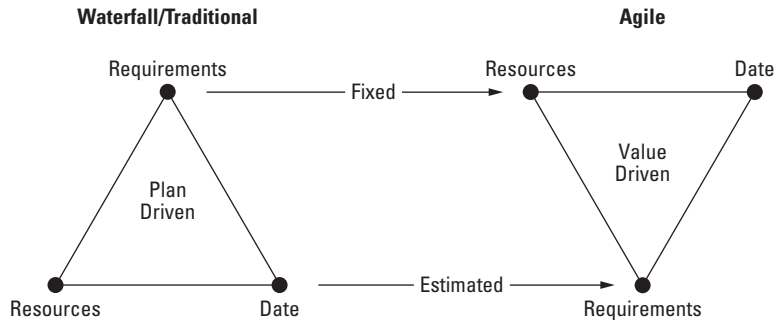 Waterfall/Traditional
Agile
Requirements
Fixed
Resources
Date
Plan
Driven
Value
Driven
Resources
Date
Estimated
Requirements